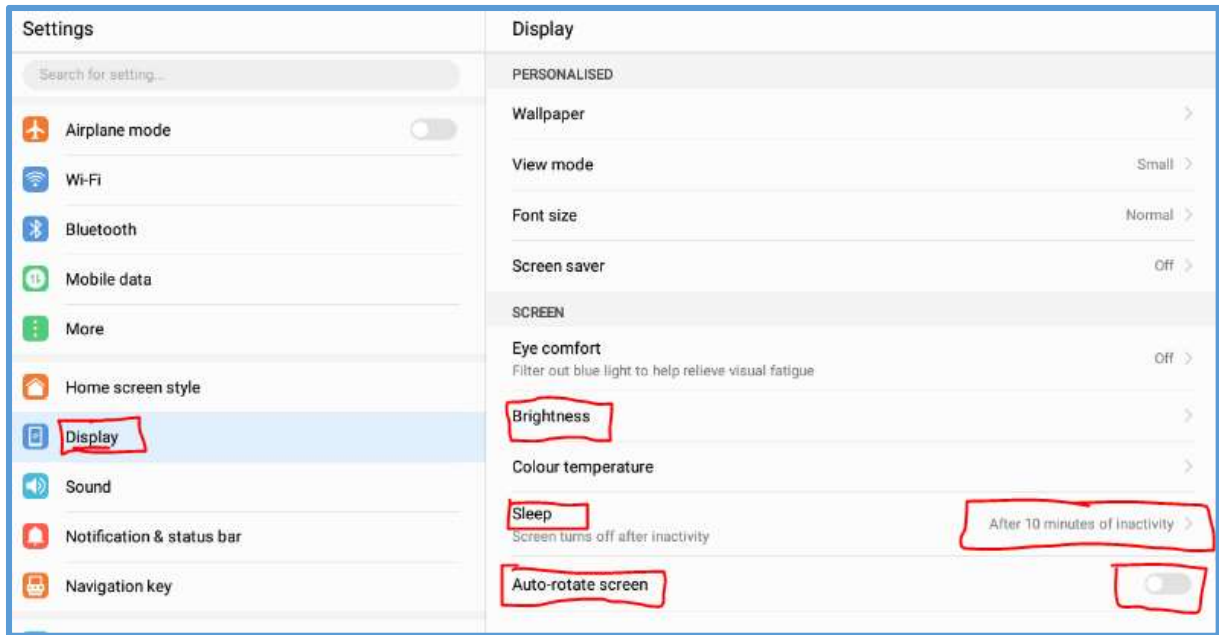 Settings
Search for setting...
Airplane mode
Wi-Fi
Bluetooth
Mobile data
More
Home screen style
Display
Sound
Notification & status bar
Navigation key
Display
PERSONALISED
Wallpaper
View mode Small
Font size Normal
Screen saver Off
SCREEN
Eye comfort Off
Filter out blue light to help relieve visual fatigue
Brightness
Colour temperature
Sleep After 10 minutes of inactivity
Screen turns off after inactivity
Auto-rotate screen